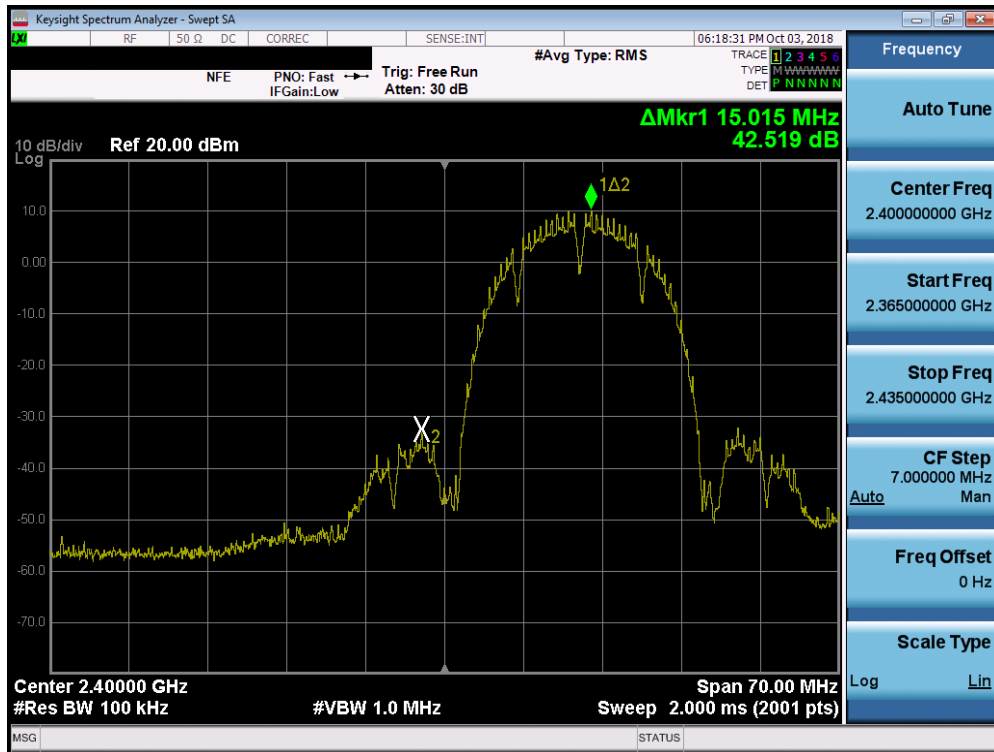 Keysight Spectrum Analyzer - Swept SA
LXI RF 50 Ω DC CORREC SENSE:INT 06:18:31 PM Oct 03, 2018
#Avg Type: RMS TRACE 1 2 3 4 5 6
NFE PNO: Fast Trig: Free Run TYPE M W W W W W
IFGain:Low Atten: 30 dB DET P N N N N N
ΔMkr1 15.015 MHz
42.519 dB
10 dB/div Ref 20.00 dBm
Log
1Δ2
10.0
0.00
-10.0
-20.0
-30.0
2
-40.0
-50.0
-60.0
-70.0
Center 2.40000 GHz Span 70.00 MHz
#Res BW 100 kHz #VBW 1.0 MHz Sweep 2.000 ms (2001 pts)
MSG STATUS
Frequency
Auto Tune
Center Freq
2.400000000 GHz
Start Freq
2.365000000 GHz
Stop Freq
2.435000000 GHz
CF Step
7.000000 MHz
Auto Man
Freq Offset
0 Hz
Scale Type
Log Lin